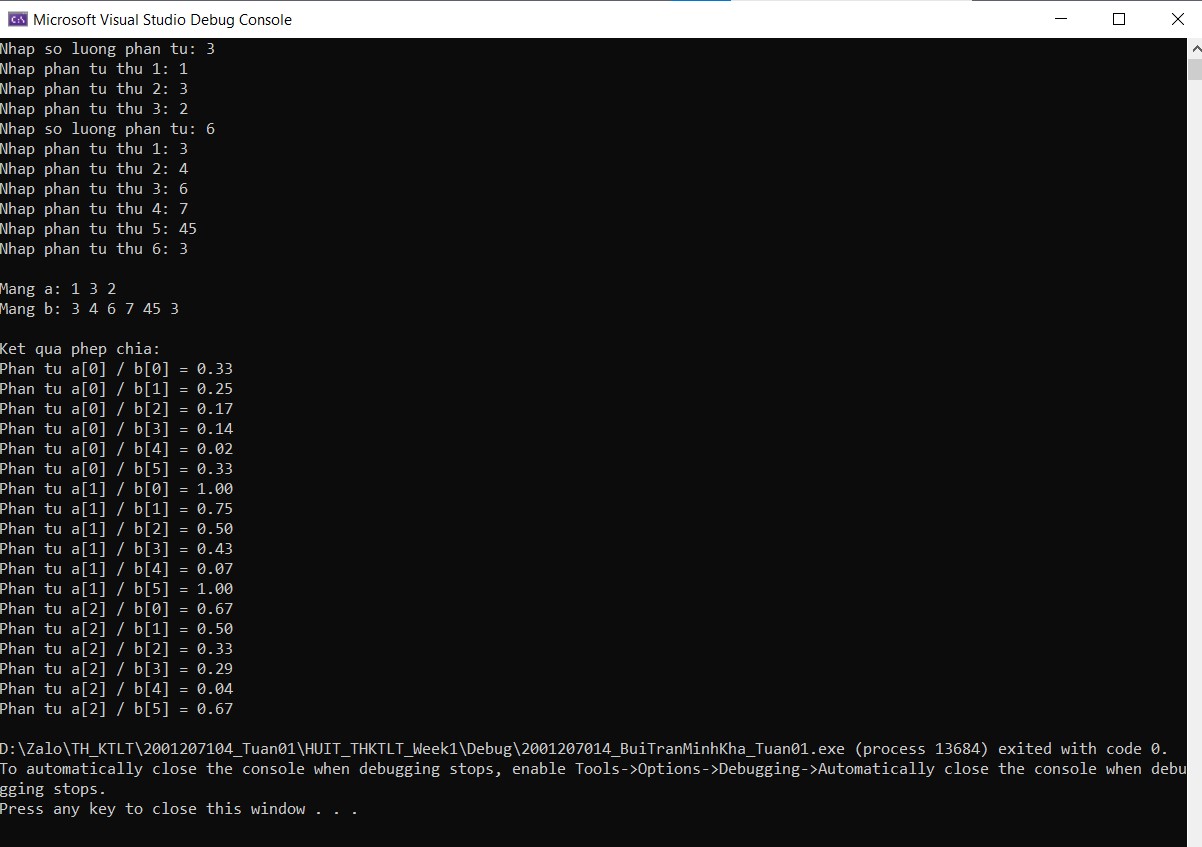 Microsoft Visual Studio Debug Console
Nhap so luong phan tu: 3
Nhap phan tu thu 1: 1
Nhap phan tu thu 2: 3
Nhap phan tu thu 3: 2
Nhap so luong phan tu: 6
Nhap phan tu thu 1: 3
Nhap phan tu thu 2: 4
Nhap phan tu thu 3: 6
Nhap phan tu thu 4: 7
Nhap phan tu thu 5: 45
Nhap phan tu thu 6: 3
Mang a: 1 3 2
Mang b: 3 4 6 7 45 3
Ket qua phep chia:
Phan tu a[0] / b[0] = 0.33
Phan tu a[0] / b[1] = 0.25
Phan tu a[0] / b[2] = 0.17
Phan tu a[0] / b[3] = 0.14
Phan tu a[0] / b[4] = 0.02
Phan tu a[0] / b[5] = 0.33
Phan tu a[1] / b[0] = 1.00
Phan tu a[1] / b[1] = 0.75
Phan tu a[1] / b[2] = 0.50
Phan tu a[1] / b[3] = 0.43
Phan tu a[1] / b[4] = 0.07
Phan tu a[1] / b[5] = 1.00
Phan tu a[2] / b[0] = 0.67
Phan tu a[2] / b[1] = 0.50
Phan tu a[2] / b[2] = 0.33
Phan tu a[2] / b[3] = 0.29
Phan tu a[2] / b[4] = 0.04
Phan tu a[2] / b[5] = 0.67
D:\Zalo\TH_KTLT\2001207104_Tuan01\HUIT_THKTLT_Week1\Debug\2001207014_BuiTranMinhKha_Tuan01.exe (process 13684) exited with code 0.
To automatically close the console when debugging stops, enable Tools->Options->Debugging->Automatically close the console when debu
gging stops.
Press any key to close this window . . .